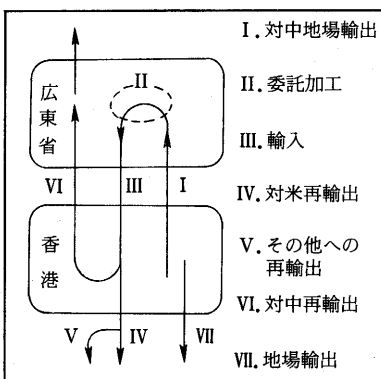 I.対中地場輸出
II
II.委託加工
広東省
III.輸入
VI
III
I
IV.対米再輸出
香港
V.その他への
再輸出
VI.対中再輸出
V
IV
VII
VII.地場輸出